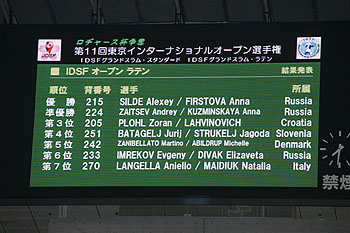 ロヂャース杯争奪
第11回東京インターナショナルオープン選手権
IDSFグランドスラム・スタンダード IDSFグランドスラム・ラテン
JDSF
IDSF オープン ラテン 結果発表
順位 背番号 選手 所属
優勝 215 SILDE Alexey / FIRSTOVA Anna Russia
準優勝 224 ZAITSEV Andrey / KUZMINSKAYA Anna Russia
第3位 205 PLOHL Zoran / LAHVINOVICH Croatia
第4位 251 BATAGELJ Jurij / STRUKELJ Jagoda Slovenia
第5位 242 ZANIBELLATO Martino / ABILDRUP Michelle Denmark
第6位 233 IMREKOV Evgeny / DIVAK Elizaveta Russia
第7位 270 LANGELLA Aniello / MAIDIUK Natalia Italy
禁煙